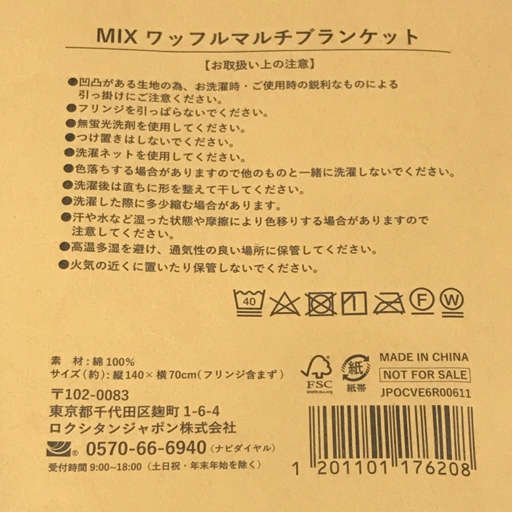 MIX ワッフルマルチブランケット
【お取扱い上の注意】
●凹凸がある生地の為、お洗濯時・ご使用時の鋭利なものによる
引っ掛けにご注意ください。
●フリンジを引っぱらないでください。
●無蛍光洗剤を使用してください。
●つけ置きはしないでください。
●洗濯ネットを使用してください。
●色落ちする場合がありますので他のものと一緒に洗濯しないでください。
●洗濯後は直ちに形を整えて干してください。
●洗濯した際に多少縮む場合があります。
●汗や水など湿った状態や摩擦により色移りする場合がありますので
注意してください。
●高温多湿を避け、通気性の良い場所に保管してください。
●火気の近くに置いたり保管しないでください。
40 F W
素 材：綿100%
サイズ（約）：縦140×横70cm（フリンジ含まず）
〒102-0083
東京都千代田区麹町 1-6-4
ロクシタンジャポン株式会社
0570-66-6940（ナビダイヤル）
受付時間 9:00~18:00（土日祝・年末年始を除く）
FSC
紙
紙帯
MADE IN CHINA
NOT FOR SALE
JPOCVE6R00611
1 201101 176208